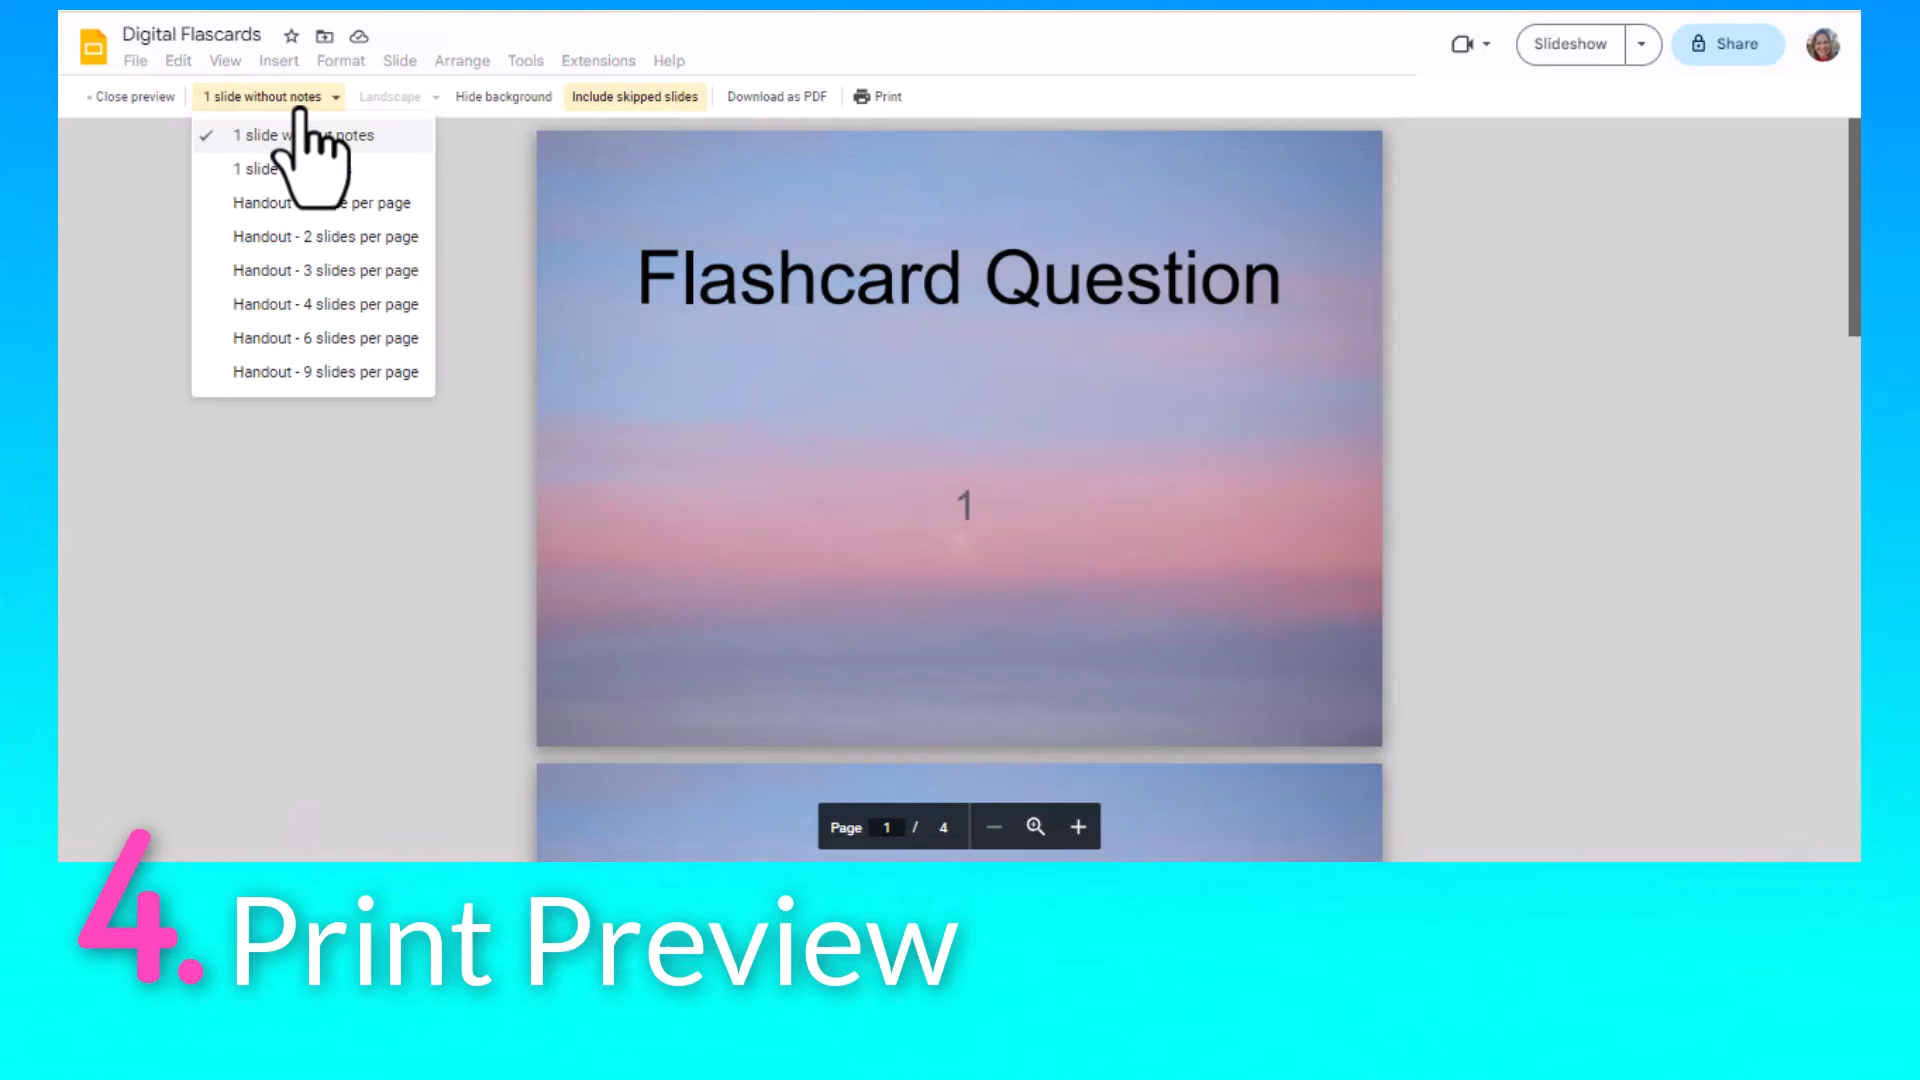 Digital Flascards
File Edit View Insert Format Slide Arrange Tools Extensions Help
Slideshow
Share
« Close preview
1 slide without notes
Landscape
Hide background
Include skipped slides
Download as PDF
Print
1 slide notes
1 slide
Handout per page
Handout - 2 slides per page
Handout - 3 slides per page
Handout - 4 slides per page
Handout - 6 slides per page
Handout - 9 slides per page
Flashcard Question
1
Page 1 / 4
4. Print Preview